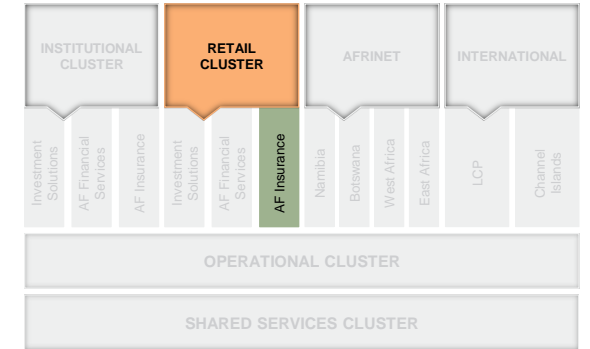 INSTITUTIONAL
CLUSTER
RETAIL
CLUSTER
AFRINET
INTERNATIONAL
Investment
Solutions
AF Financial
Services
AF Insurance
Investment
Solutions
AF Financial
Services
AF Insurance
Namibia
Botswana
West Africa
East Africa
LCP
Channel
Islands
OPERATIONAL CLUSTER
SHARED SERVICES CLUSTER